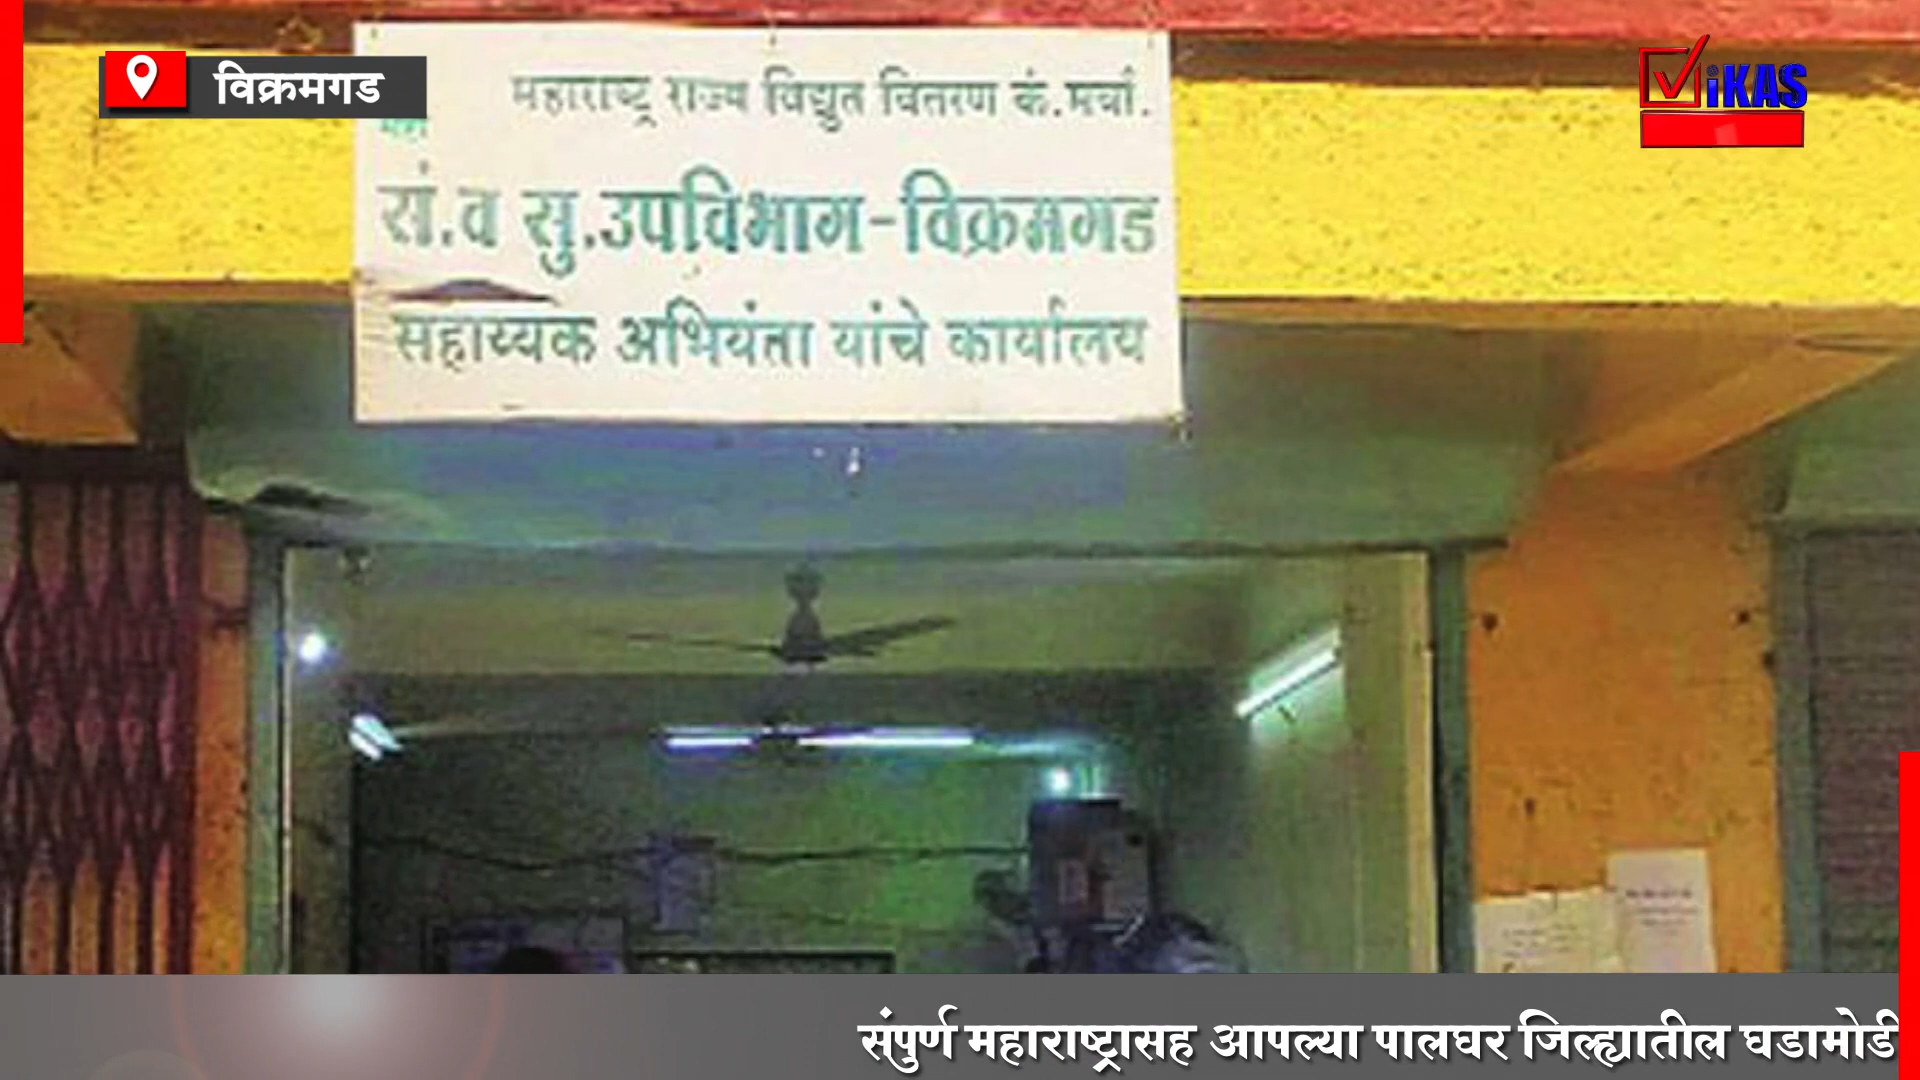 विक्रमगड
ViKAS
महाराष्ट्र राज्य विद्युत वितरण कं.मर्या.
सं.व सु.उपविभाग-विक्रमगड
सहाय्यक अभियंता यांचे कार्यालय
संपुर्ण महाराष्ट्रासह आपल्या पालघर जिल्ह्यातील घडामोडी